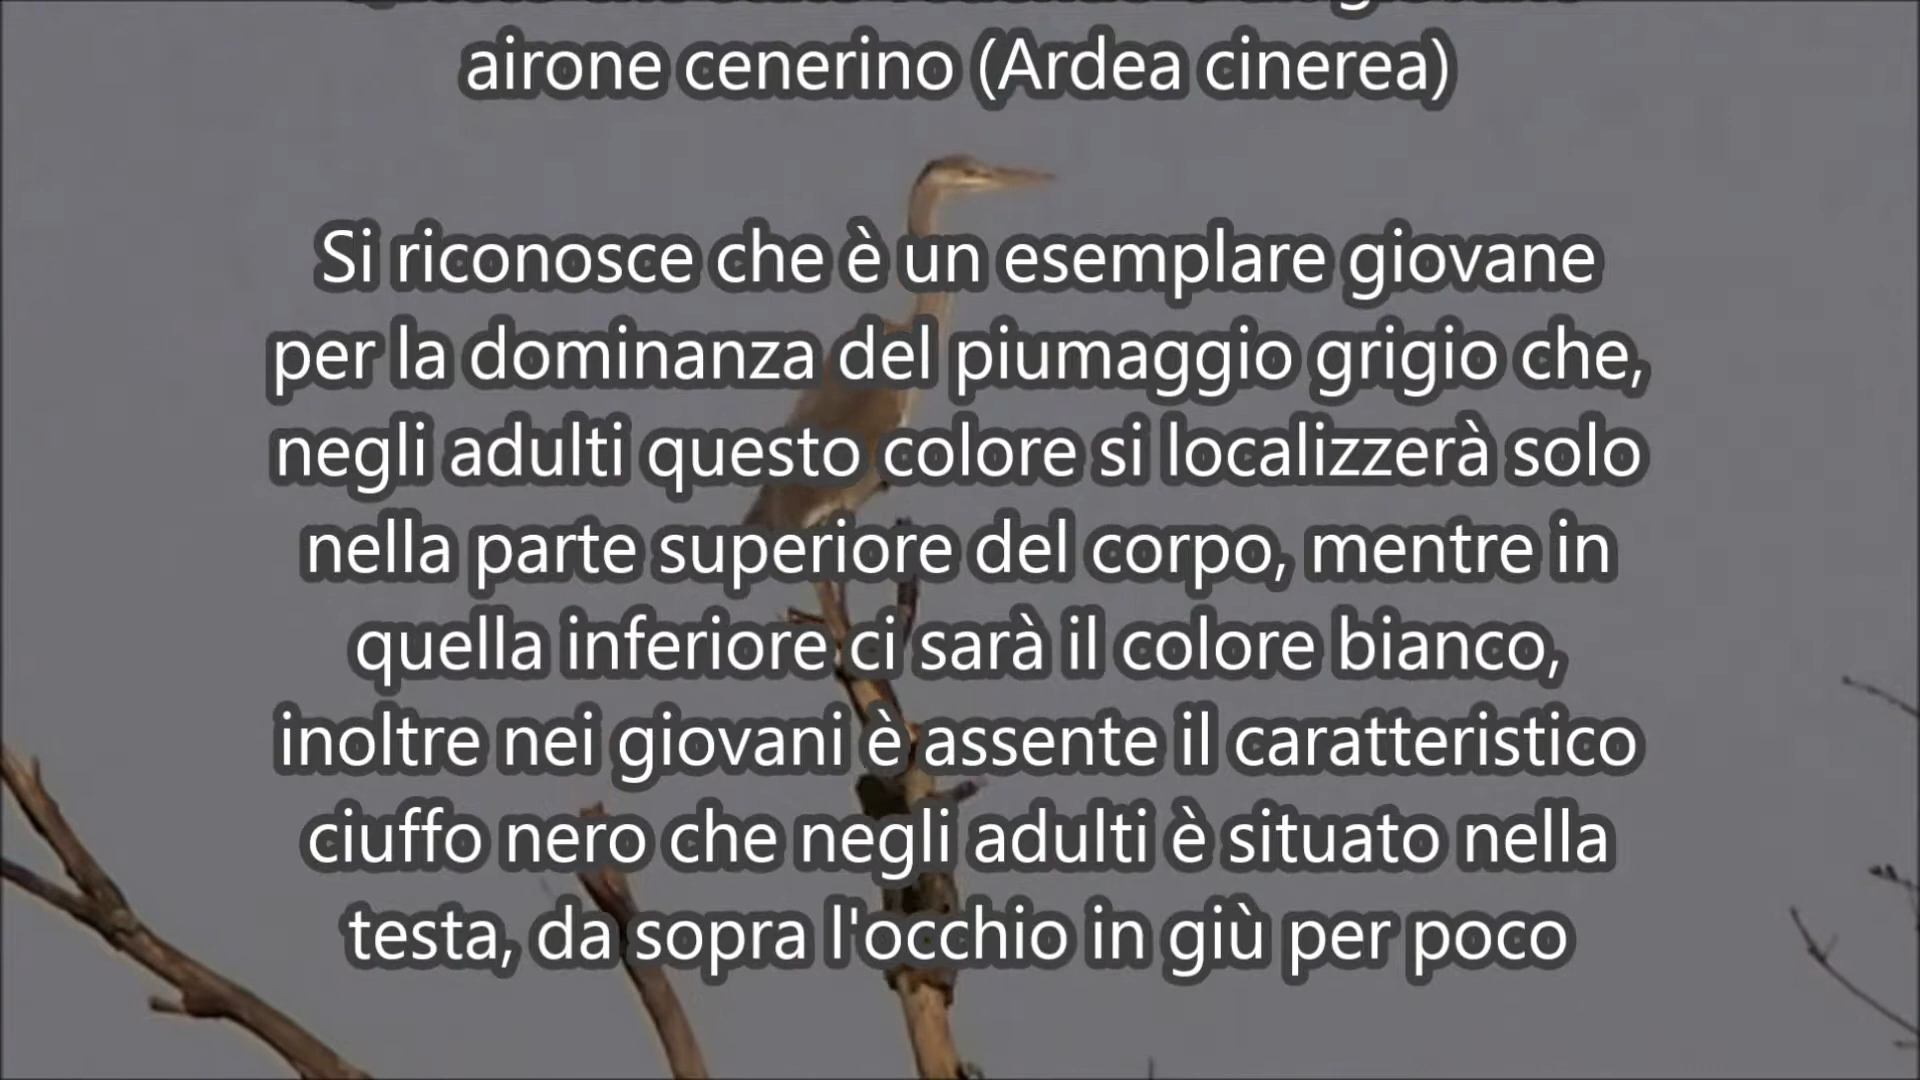 airone cenerino (Ardea cinerea)
Si riconosce che è un esemplare giovane
per la dominanza del piumaggio grigio che,
negli adulti questo colore si localizzerà solo
nella parte superiore del corpo, mentre in
quella inferiore ci sarà il colore bianco,
inoltre nei giovani è assente il caratteristico
ciuffo nero che negli adulti è situato nella
testa, da sopra l'occhio in giù per poco